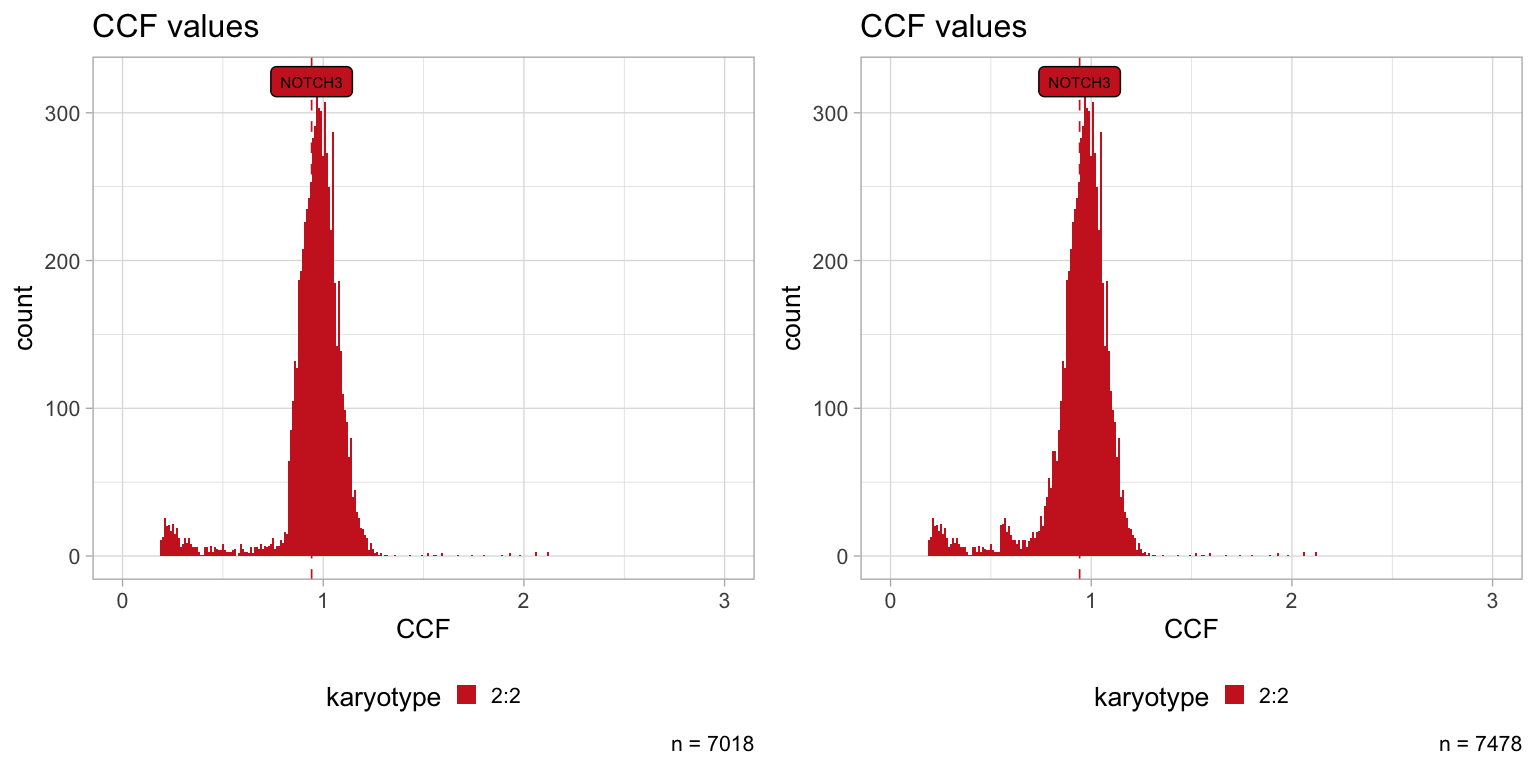 CCF values
NOTCH3
300
200
100
0
count
0 1 2 3
CCF
karyotype 2:2
n = 7018
CCF values
NOTCH3
300
200
100
0
count
0 1 2 3
CCF
karyotype 2:2
n = 7478